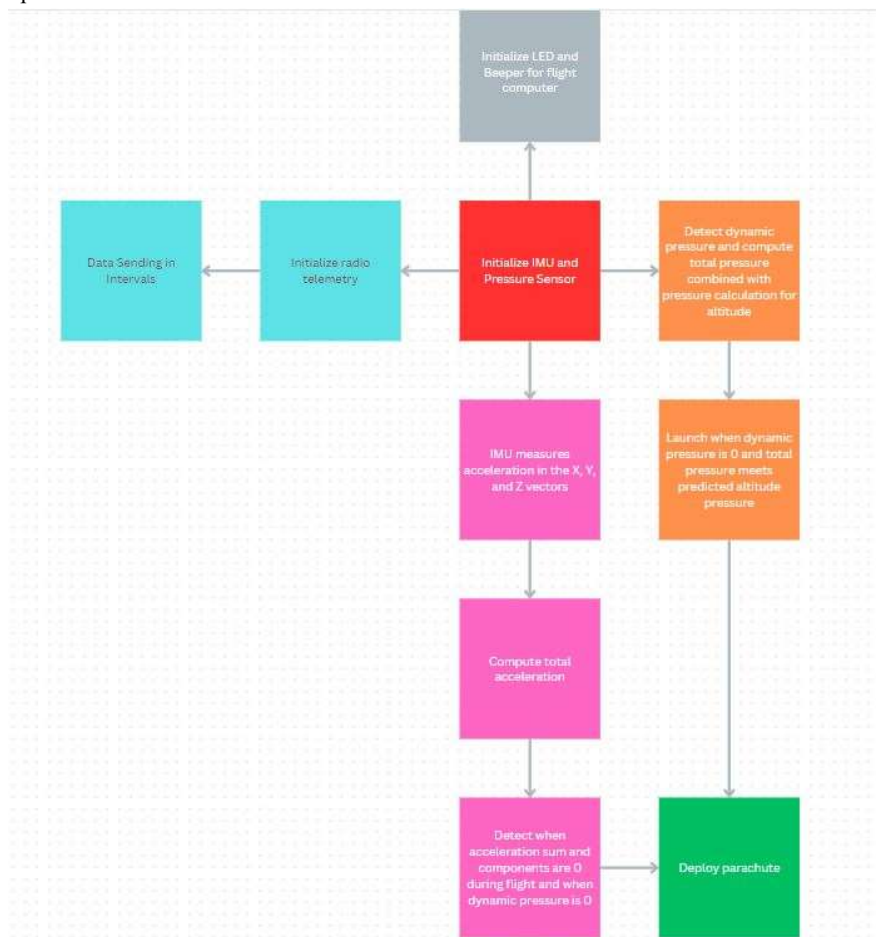 Initialize LED and
Beeper for flight
computer
Data Sending in
Intervals
Initialize radio
telemetry
Initialize IMU and
Pressure Sensor
Detect dynamic
pressure and compute
total pressure
combined with
pressure calculation for
altitude
IMU measures
acceleration in the X, Y,
and Z vectors
Launch when dynamic
pressure is 0 and total
pressure meets
predicted altitude
pressure
Compute total
acceleration
Detect when
acceleration sum and
components are 0
during flight and when
dynamic pressure is 0
Deploy parachute